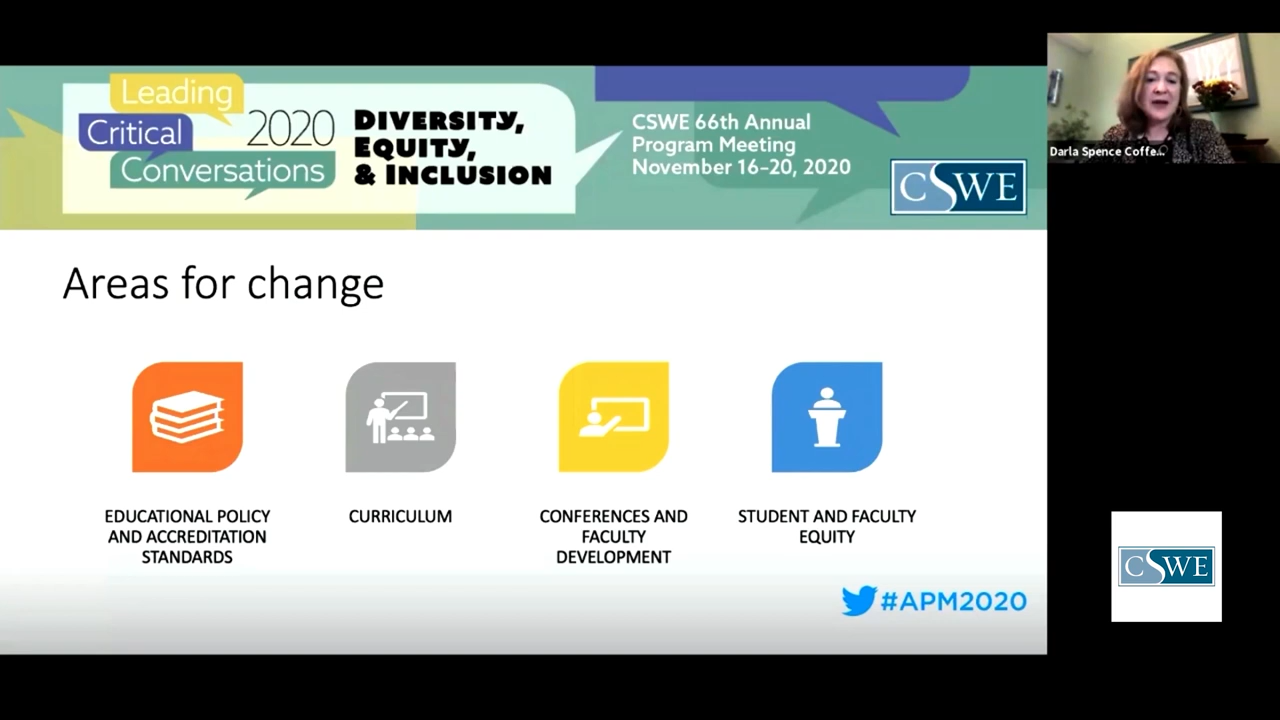 Leading
Critical
Conversations
2020
DIVERSITY,
EQUITY,
& INCLUSION
CSWE 66th Annual
Program Meeting
November 16–20, 2020
CSWE
Darla Spence Coffe...
Areas for change
EDUCATIONAL POLICY
AND ACCREDITATION
STANDARDS
CURRICULUM
CONFERENCES AND
FACULTY
DEVELOPMENT
STUDENT AND FACULTY
EQUITY
#APM2020
CSWE